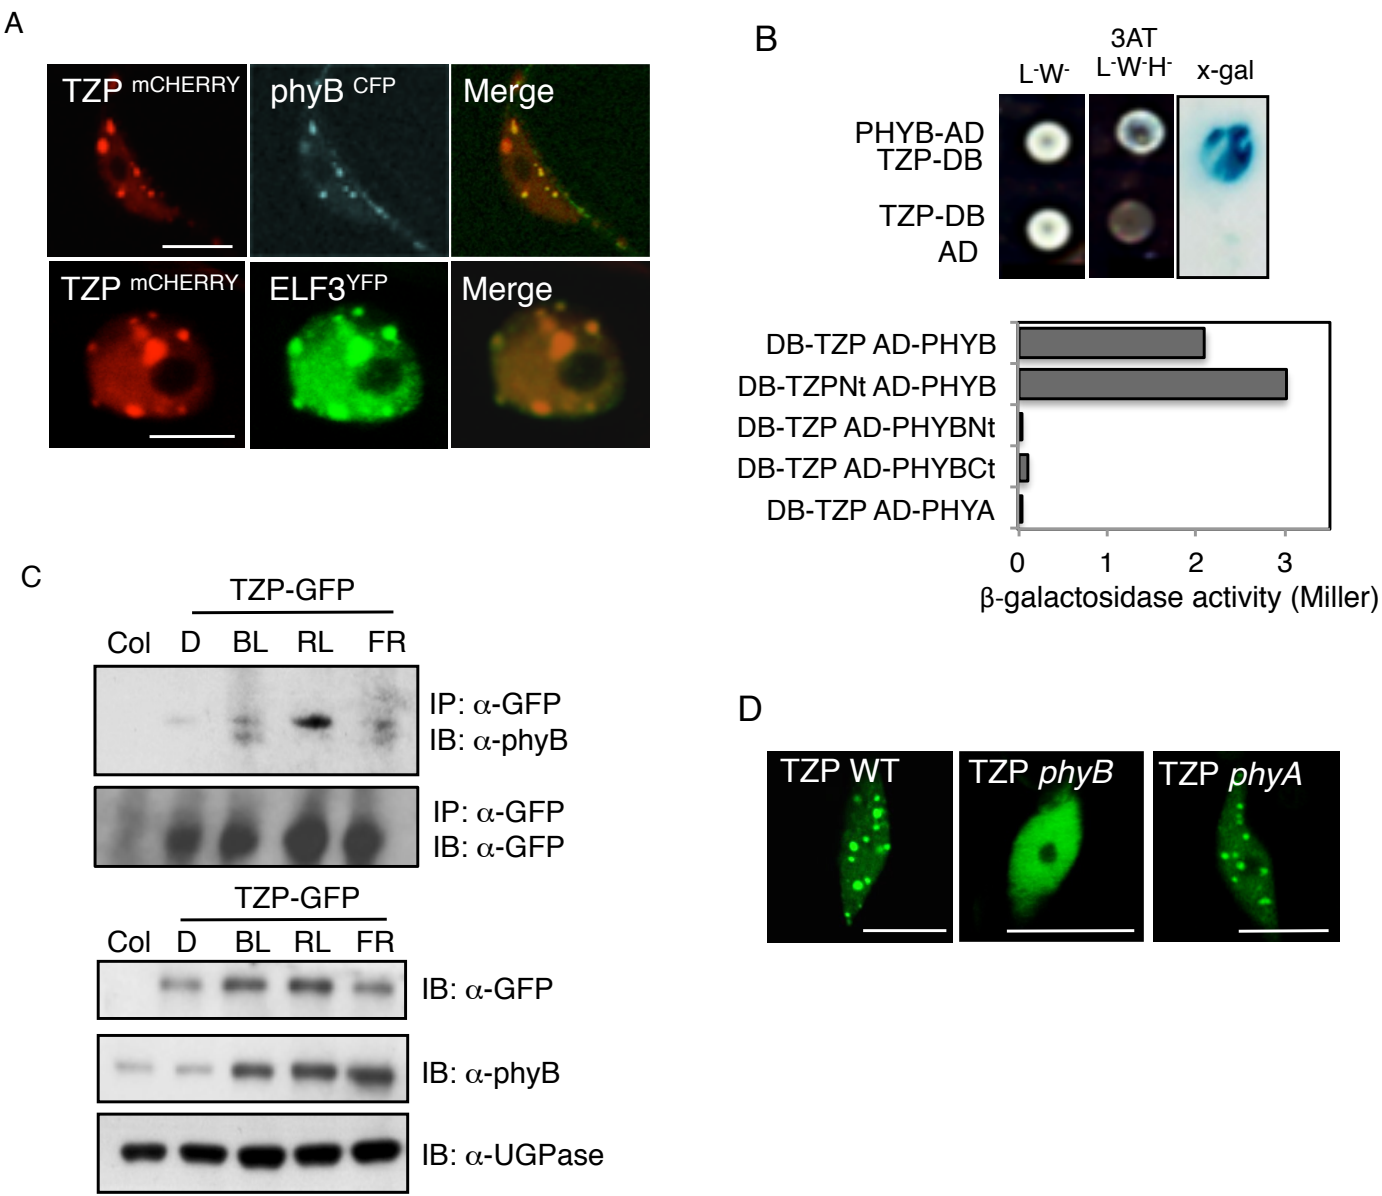 A
TZP mCHERRY
phyB CFP
Merge
TZP mCHERRY
ELF3YFP
Merge
B
L-W-
3AT
L-W-H-
x-gal
PHYB-AD
TZP-DB
TZP-DB
AD
DB-TZP AD-PHYB
DB-TZPNt AD-PHYB
DB-TZP AD-PHYBNt
DB-TZP AD-PHYBCt
DB-TZP AD-PHYA
0 1 2 3
β-galactosidase activity (Miller)
C
TZP-GFP
Col D BL RL FR
IP: α-GFP
IB: α-phyB
IP: α-GFP
IB: α-GFP
TZP-GFP
Col D BL RL FR
IB: α-GFP
IB: α-phyB
IB: α-UGPase
D
TZP WT
TZP phyB
TZP phyA